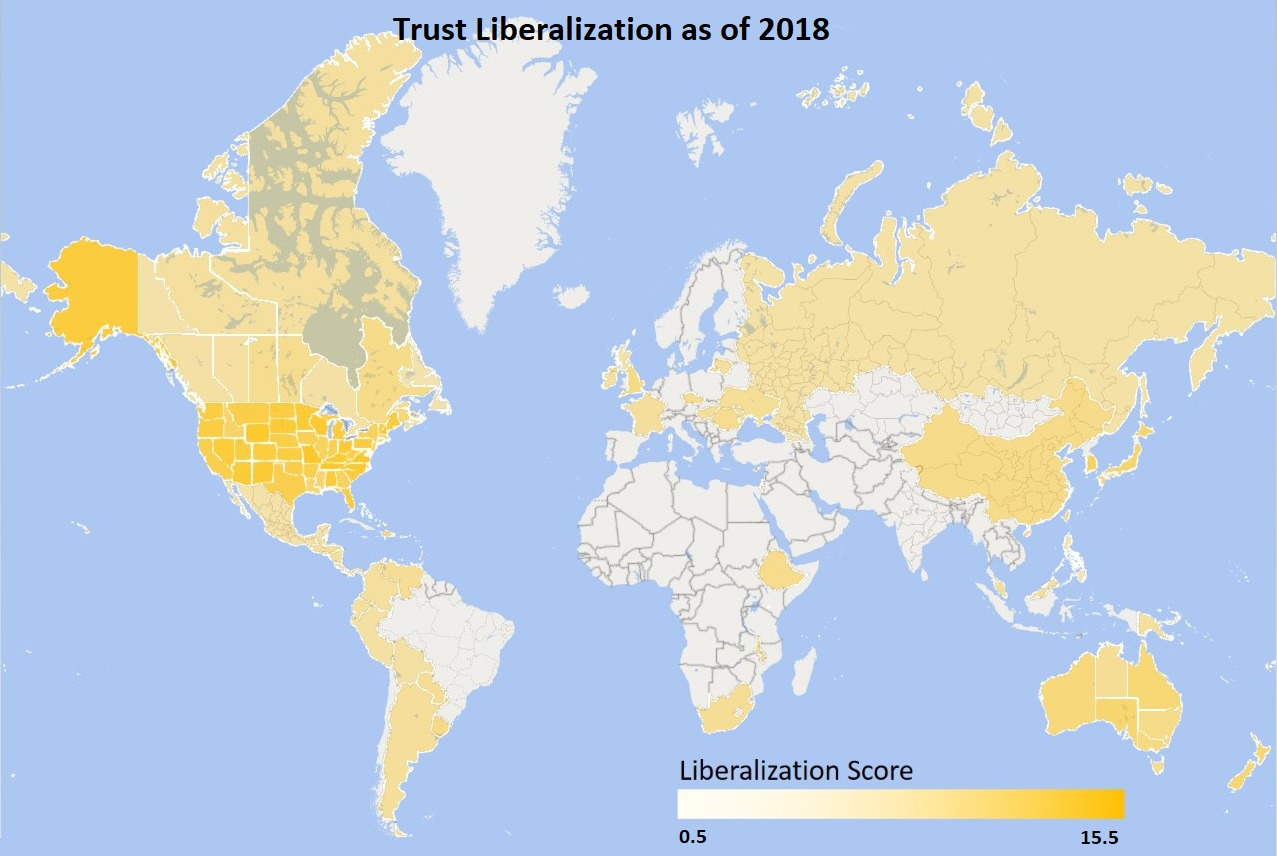 Trust Liberalization as of 2018
Liberalization Score
0.5
15.5